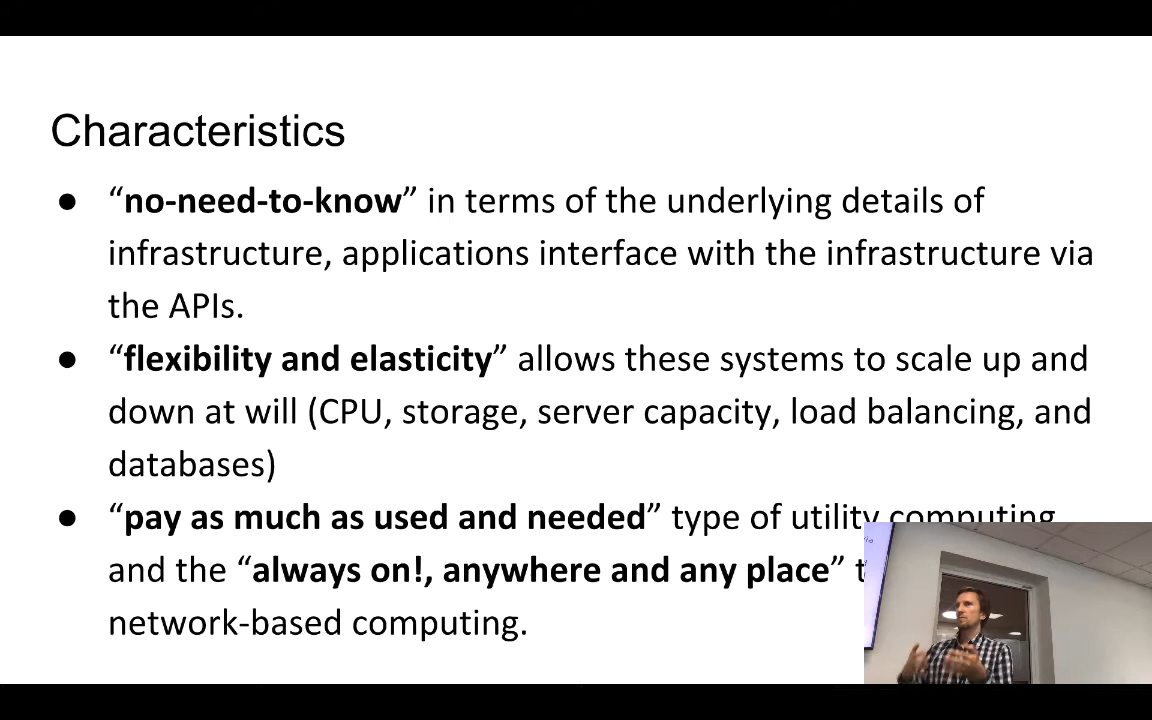 Characteristics
● “no-need-to-know” in terms of the underlying details of
infrastructure, applications interface with the infrastructure via
the APIs.
● “flexibility and elasticity” allows these systems to scale up and
down at will (CPU, storage, server capacity, load balancing, and
databases)
● “pay as much as used and needed” type of utility computing
and the “always on!, anywhere and any place”
network-based computing.